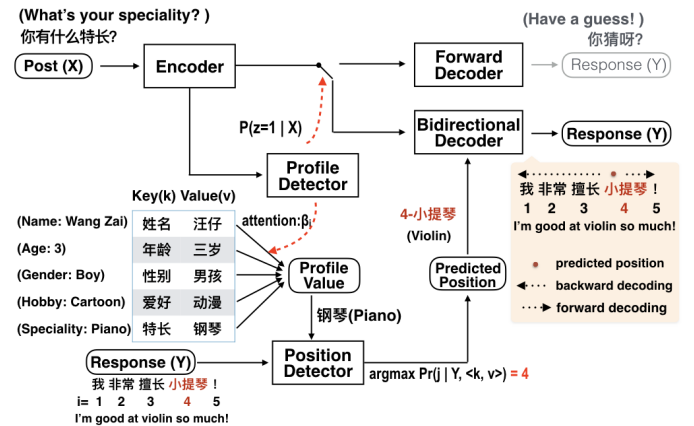 (What's your speciality? )
你有什么特长?
Post (X)
Encoder
(Have a guess! )
你猜呀?
Forward
Decoder
Response (Y)
P(z=1 | X)
Bidirectional
Decoder
Response (Y)
Profile
Detector
Key(k) Value(v)
attention:βi
(Name: Wang Zai) 姓名 汪仔
(Age: 3) 年龄 三岁
(Gender: Boy) 性别 男孩
(Hobby: Cartoon) 爱好 动漫
(Speciality: Piano) 特长 钢琴
Profile
Value
4-小提琴
(Violin)
Predicted
Position
钢琴(Piano)
我 非常 擅长 小提琴 !
1 2 3 4 5
I'm good at violin so much!
predicted position
backward decoding
forward decoding
Response (Y)
Position
Detector
argmax Pr(j | Y, <k, v>) = 4
我 非常 擅长 小提琴 !
i= 1 2 3 4 5
I'm good at violin so much!